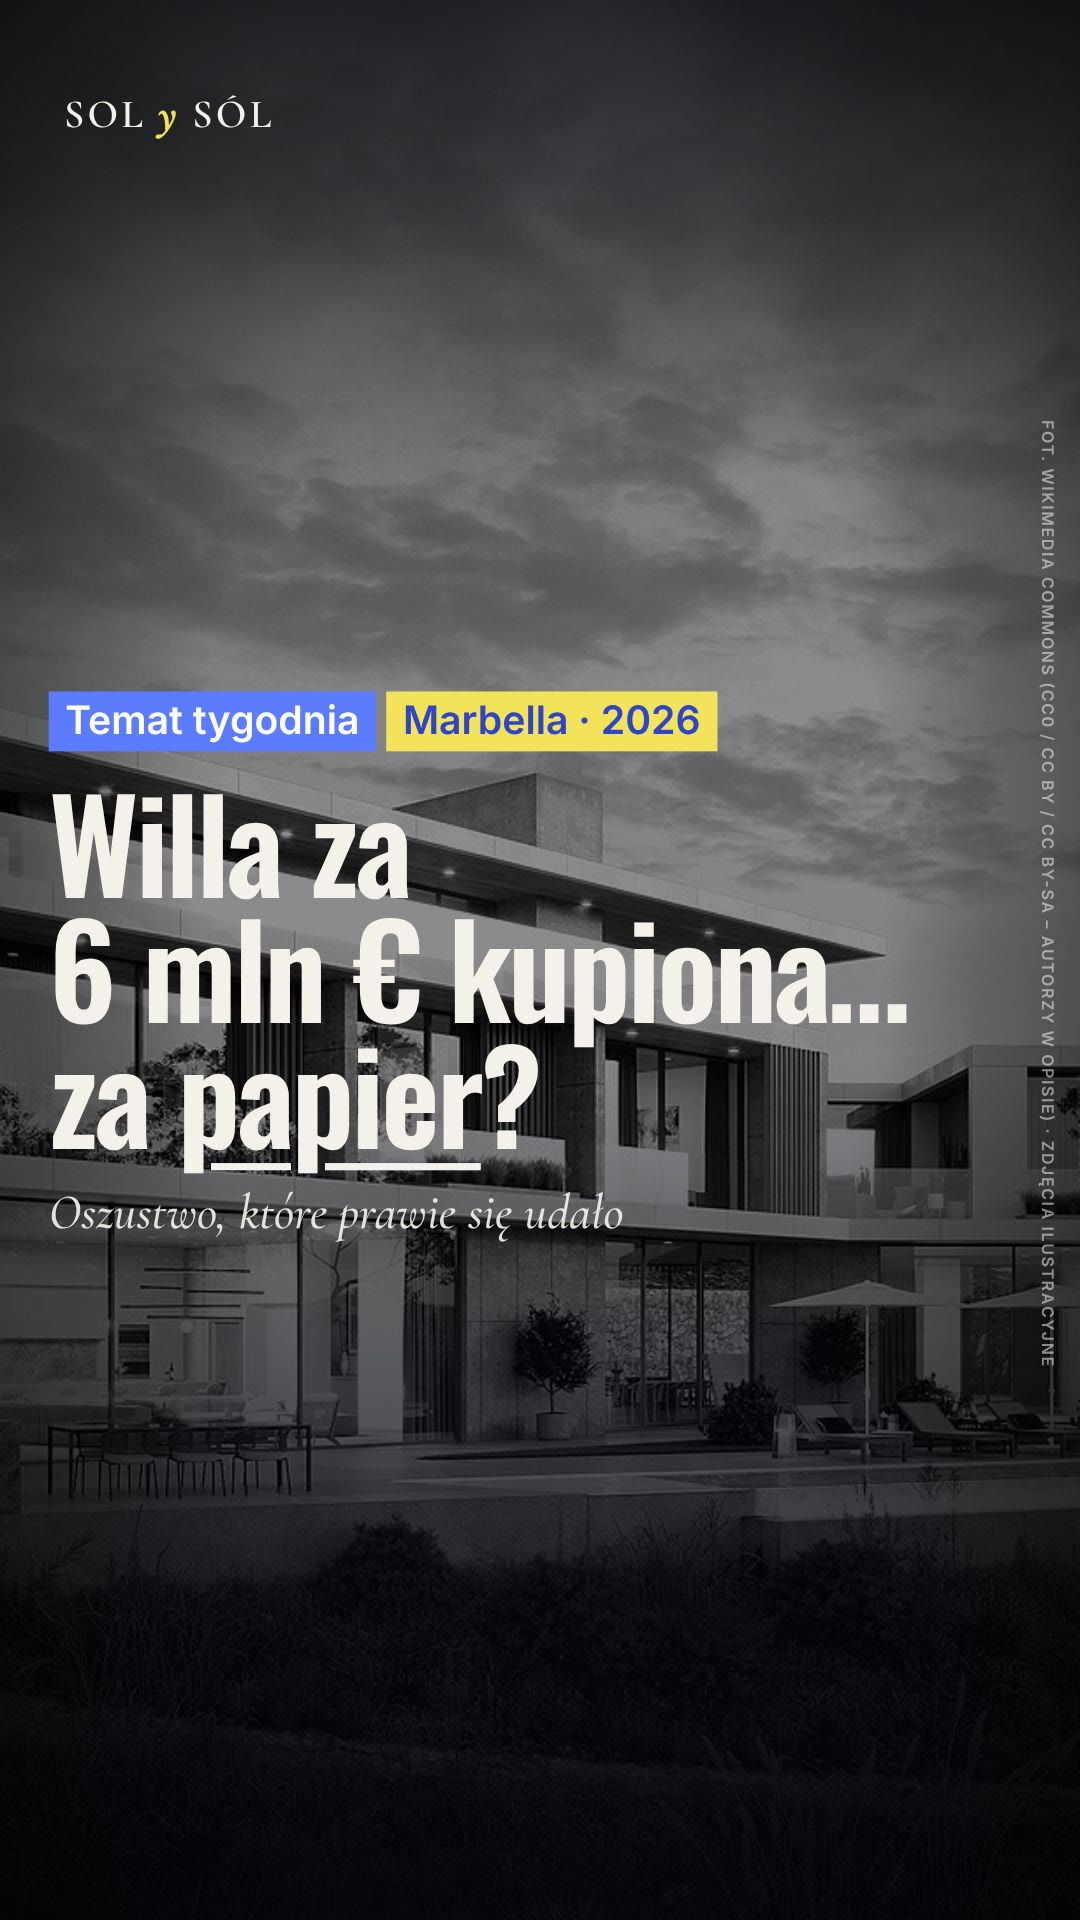 SOL y SÓL
Temat tygodnia
Marbella · 2026
Willa za
6 mln € kupiona...
za papier?
Oszustwo, które prawie się udało
FOT. WIKIMEDIA COMMONS (CC0 / CC BY / CC BY-SA – AUTORZY W OPISIE) · ZDJĘCIA ILUSTRACYJNE